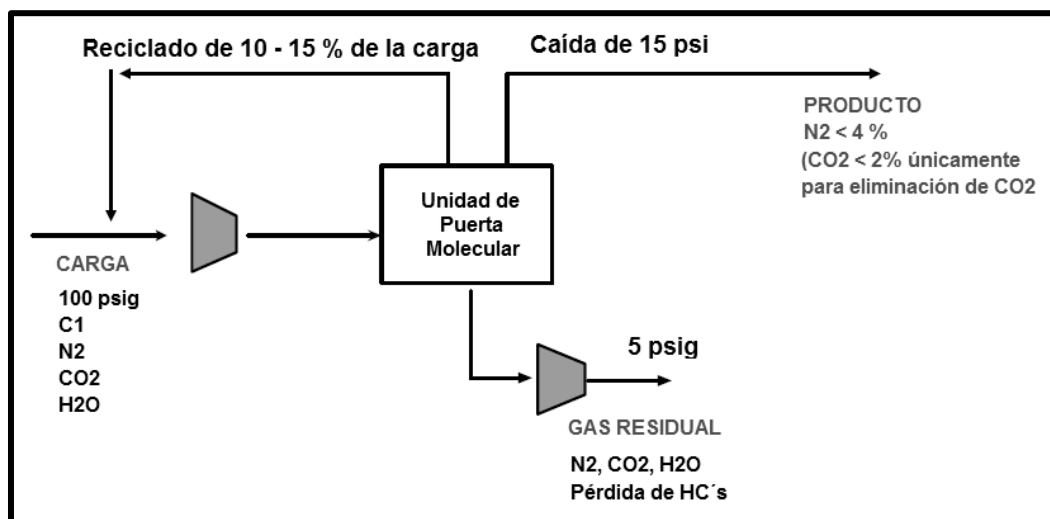 Reciclado de 10 - 15 % de la carga
Caída de 15 psi
PRODUCTO
N2 < 4 %
(CO2 < 2% únicamente
para eliminación de CO2
Unidad de
Puerta
Molecular
CARGA
100 psig
C1
N2
CO2
H2O
5 psig
GAS RESIDUAL
N2, CO2, H2O
Pérdida de HC´s